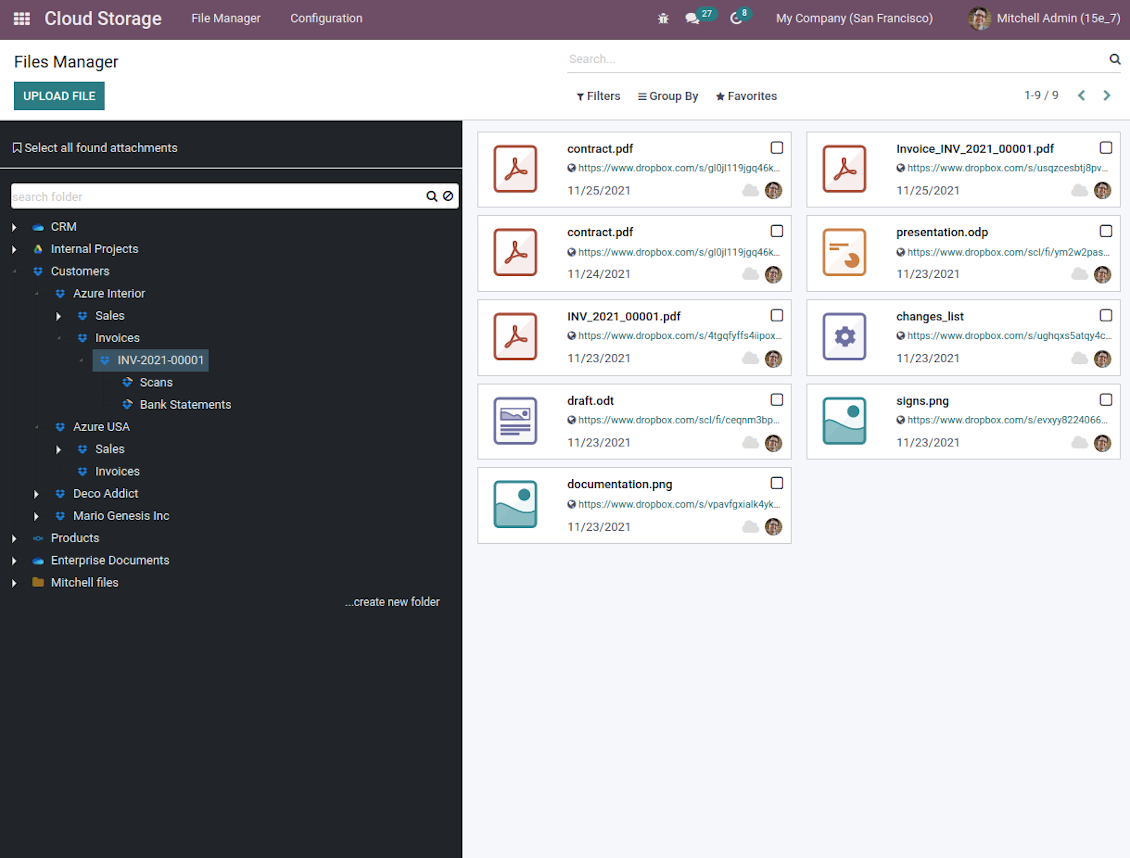 Cloud Storage File Manager Configuration 27 8 My Company (San Francisco) Mitchell Admin (15e_7)
Files Manager
Search...
UPLOAD FILE
Filters Group By Favorites 1-9 / 9
Select all found attachments
search folder
CRM
Internal Projects
Customers
Azure Interior
Sales
Invoices
INV-2021-00001
Scans
Bank Statements
Azure USA
Sales
Invoices
Deco Addict
Mario Genesis Inc
Products
Enterprise Documents
Mitchell files
...create new folder
contract.pdf
https://www.dropbox.com/s/gl0jl119jgq46k...
11/25/2021
Invoice_INV_2021_00001.pdf
https://www.dropbox.com/s/usqzcesbtj8pv...
11/25/2021
contract.pdf
https://www.dropbox.com/s/gl0jl119jgq46k...
11/24/2021
presentation.odp
https://www.dropbox.com/scl/fi/ym2w2pas...
11/23/2021
INV_2021_00001.pdf
https://www.dropbox.com/s/4tgqfyffs4iipox...
11/23/2021
changes_list
https://www.dropbox.com/s/ughqxs5atqy4c...
11/23/2021
draft.odt
https://www.dropbox.com/scl/fi/ceqnm3bp...
11/23/2021
signs.png
https://www.dropbox.com/s/evxyy8224066...
11/23/2021
documentation.png
https://www.dropbox.com/s/vpavfgxialk4yk...
11/23/2021